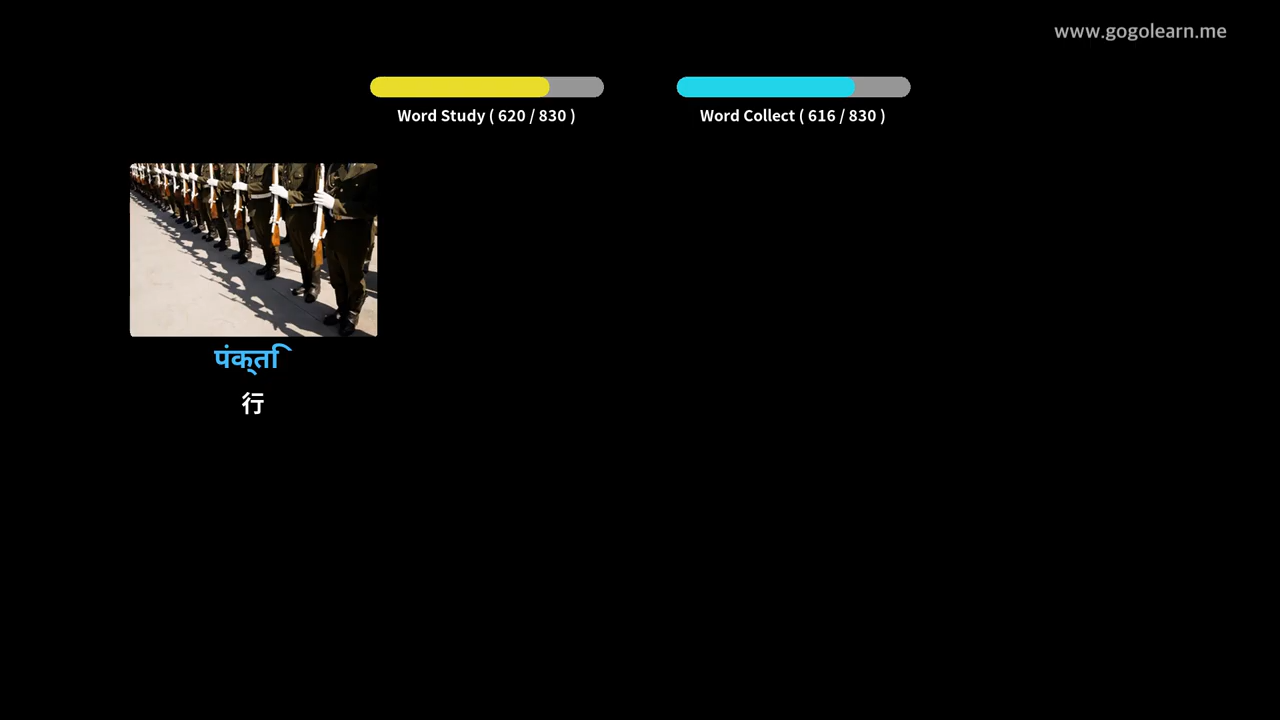 www.gogolearn.me
Word Study ( 620 / 830 )
Word Collect ( 616 / 830 )
पंक्ति
行